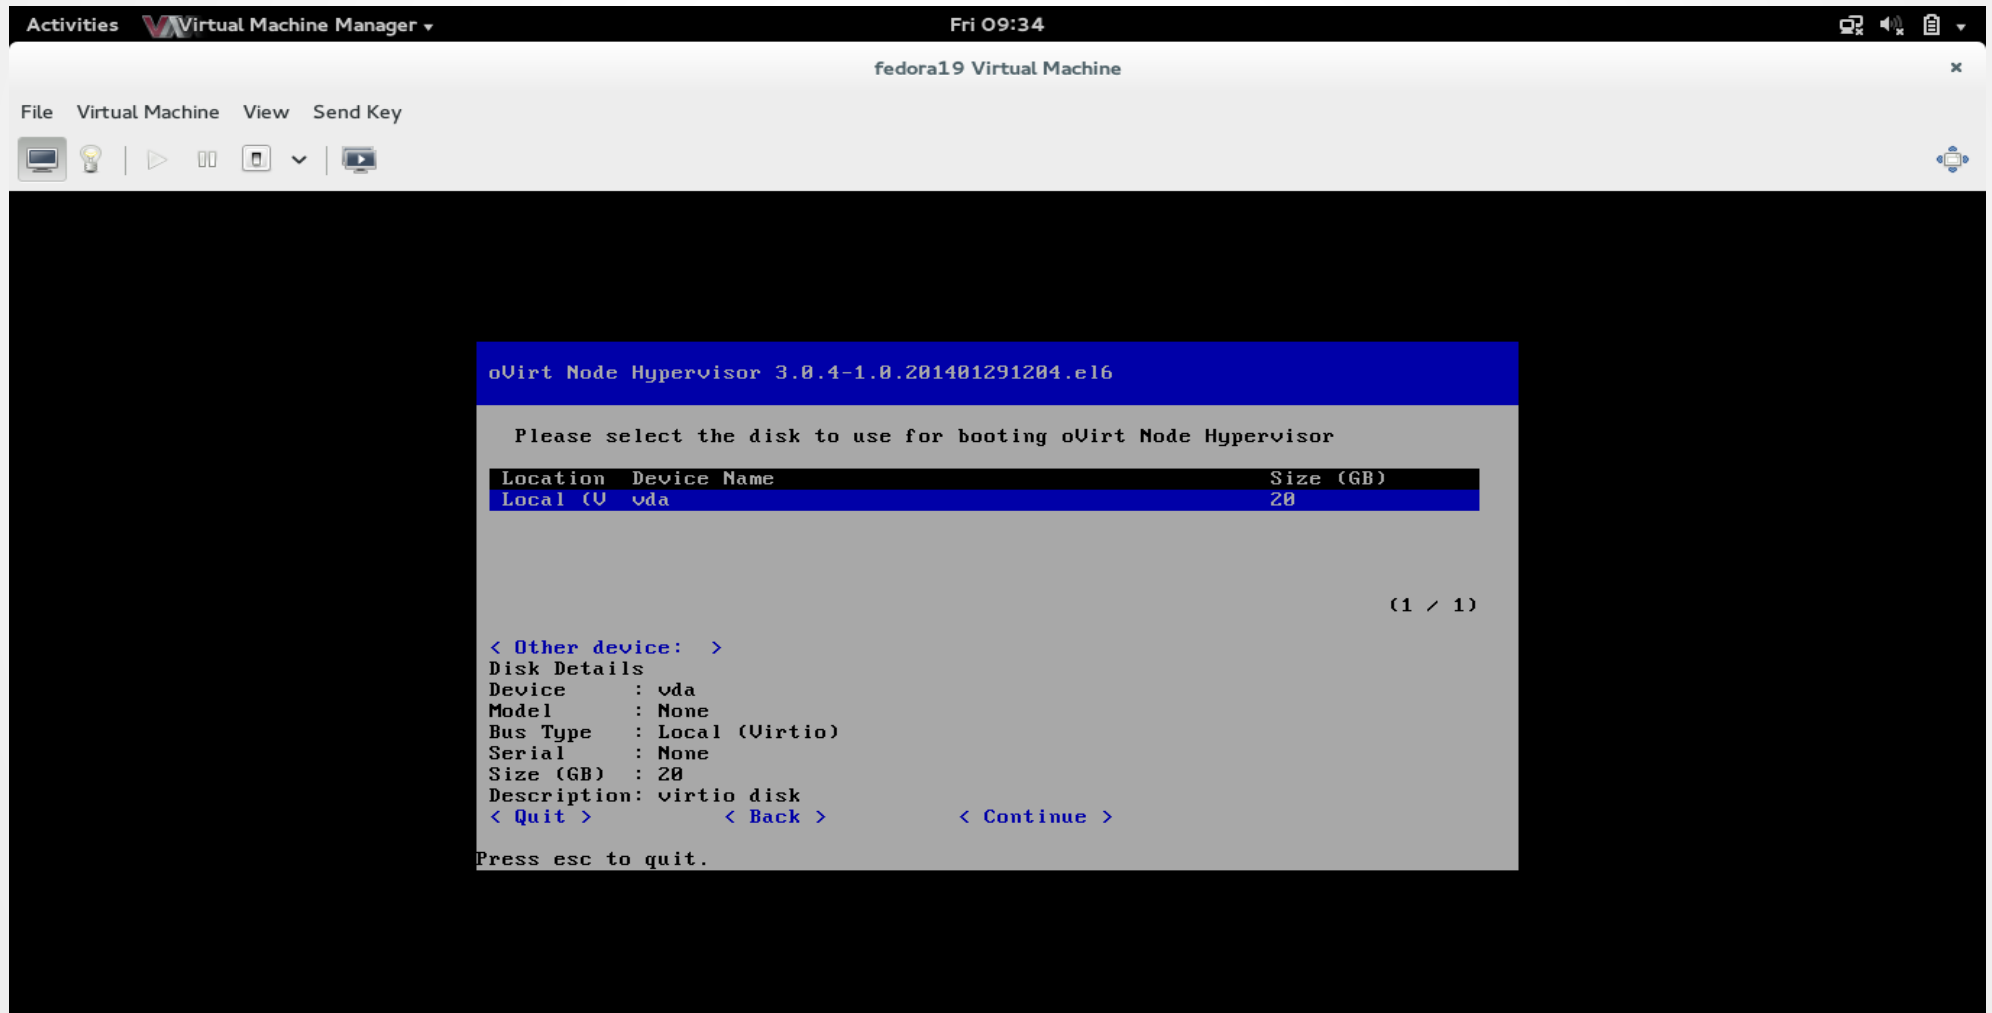 Activities Virtual Machine Manager Fri 09:34
fedora19 Virtual Machine
File Virtual Machine View Send Key
oVirt Node Hypervisor 3.0.4-1.0.201401291204.el6
Please select the disk to use for booting oVirt Node Hypervisor
Location Device Name Size (GB)
Local (V vda 20
(1 / 1)
< Other device: >
Disk Details
Device : vda
Model : None
Bus Type : Local (Virtio)
Serial : None
Size (GB) : 20
Description: virtio disk
< Quit > < Back > < Continue >
Press esc to quit.